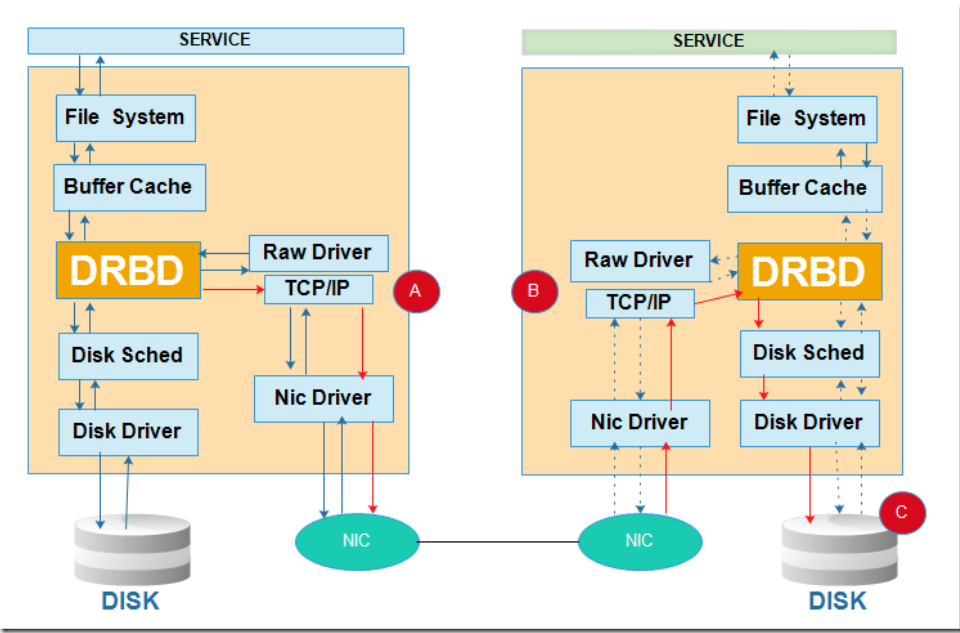 SERVICE
File System
Buffer Cache
DRBD
Raw Driver
TCP/IP
A
Disk Sched
Nic Driver
Disk Driver
NIC
DISK
SERVICE
File System
Buffer Cache
Raw Driver
DRBD
B
TCP/IP
Disk Sched
Nic Driver
Disk Driver
C
NIC
DISK